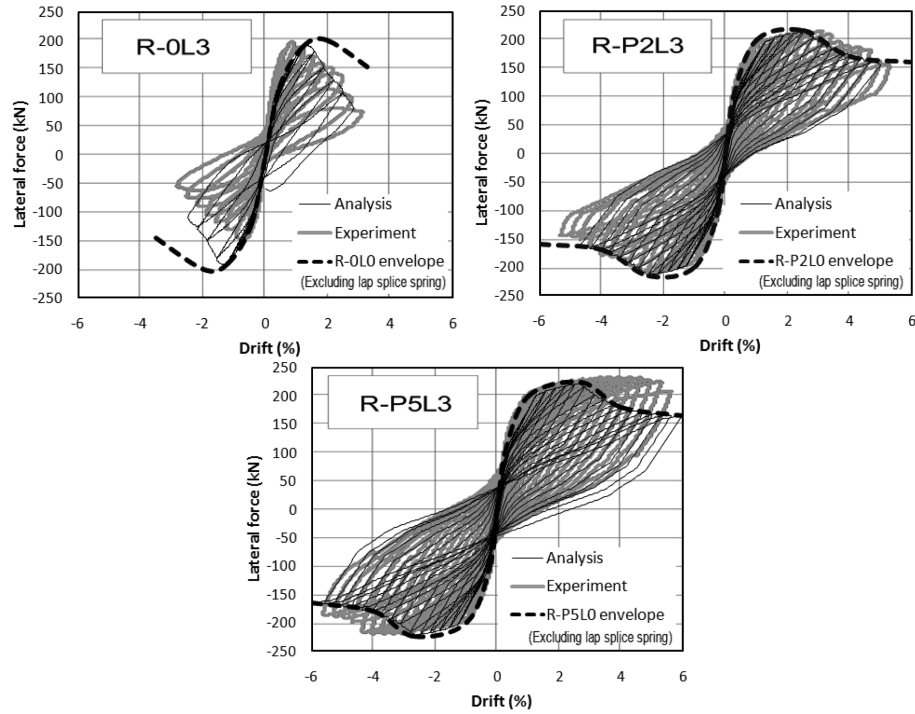 R-0L3
Lateral force (kN)
250
200
150
100
50
0
-50
-100
-150
200
250
-6 -4 -2 0 2 4 6
Drift (%)
Analysis
Experiment
R-0L0 envelope
(Excluding lap splice spring)
R-P2L3
Lateral force (kN)
250
200
150
100
50
0
-50
-100
-150
200
250
-6 -4 -2 0 2 4 6
Drift (%)
Analysis
Experiment
R-P2L0 envelope
(Excluding lap splice spring)
R-P5L3
Lateral force (kN)
250
200
150
100
50
0
-50
-100
-150
-200
250
-6 -4 -2 0 2 4 6
Drift (%)
Analysis
Experiment
R-P5L0 envelope
(Excluding lap splice spring)